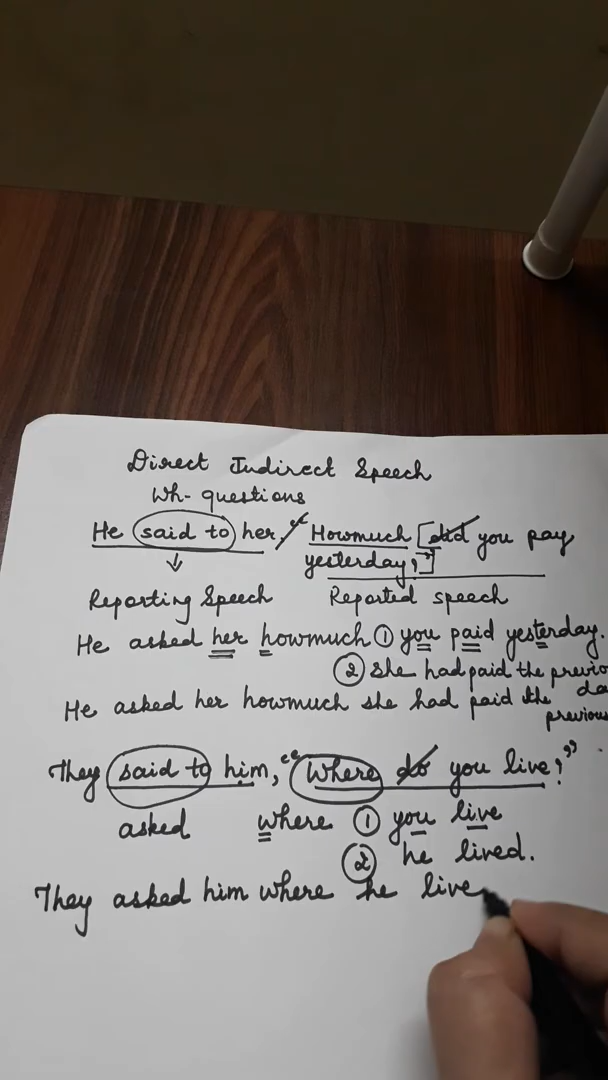 Direct Indirect Speech
Wh- questions
He said to her, " Howmuch [did you pay
yesterday?"]
Reporting Speech Reported speech
He asked her howmuch ① you paid yesterday.
② She had paid the previo
da
He asked her howmuch she had paid the
previous
They said to him, "Where do you live?"
asked where ① you live
② he lived.
They asked him where he live